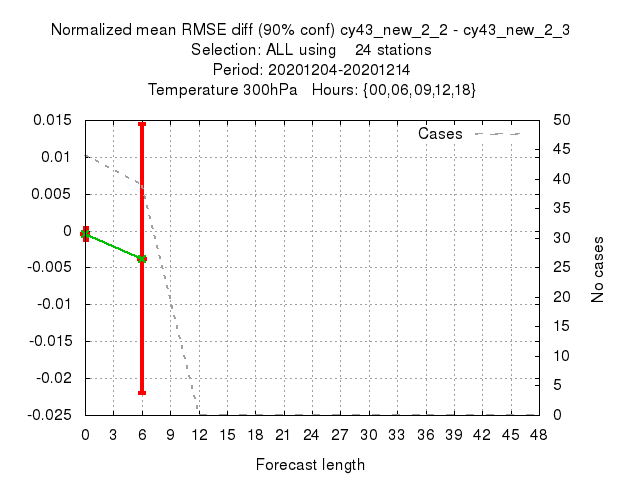 Normalized mean RMSE diff (90% conf) cy43_new_2_2 - cy43_new_2_3
Selection: ALL using    24 stations
Period: 20201204-20201214
Temperature 300hPa   Hours: {00,06,09,12,18}
Cases
0.015
0.01
0.005
0
-0.005
-0.01
-0.015
-0.02
-0.025
50
45
40
35
30
25
20
15
10
5
0
No cases
0 3 6 9 12 15 18 21 24 27 30 33 36 39 42 45 48
Forecast length